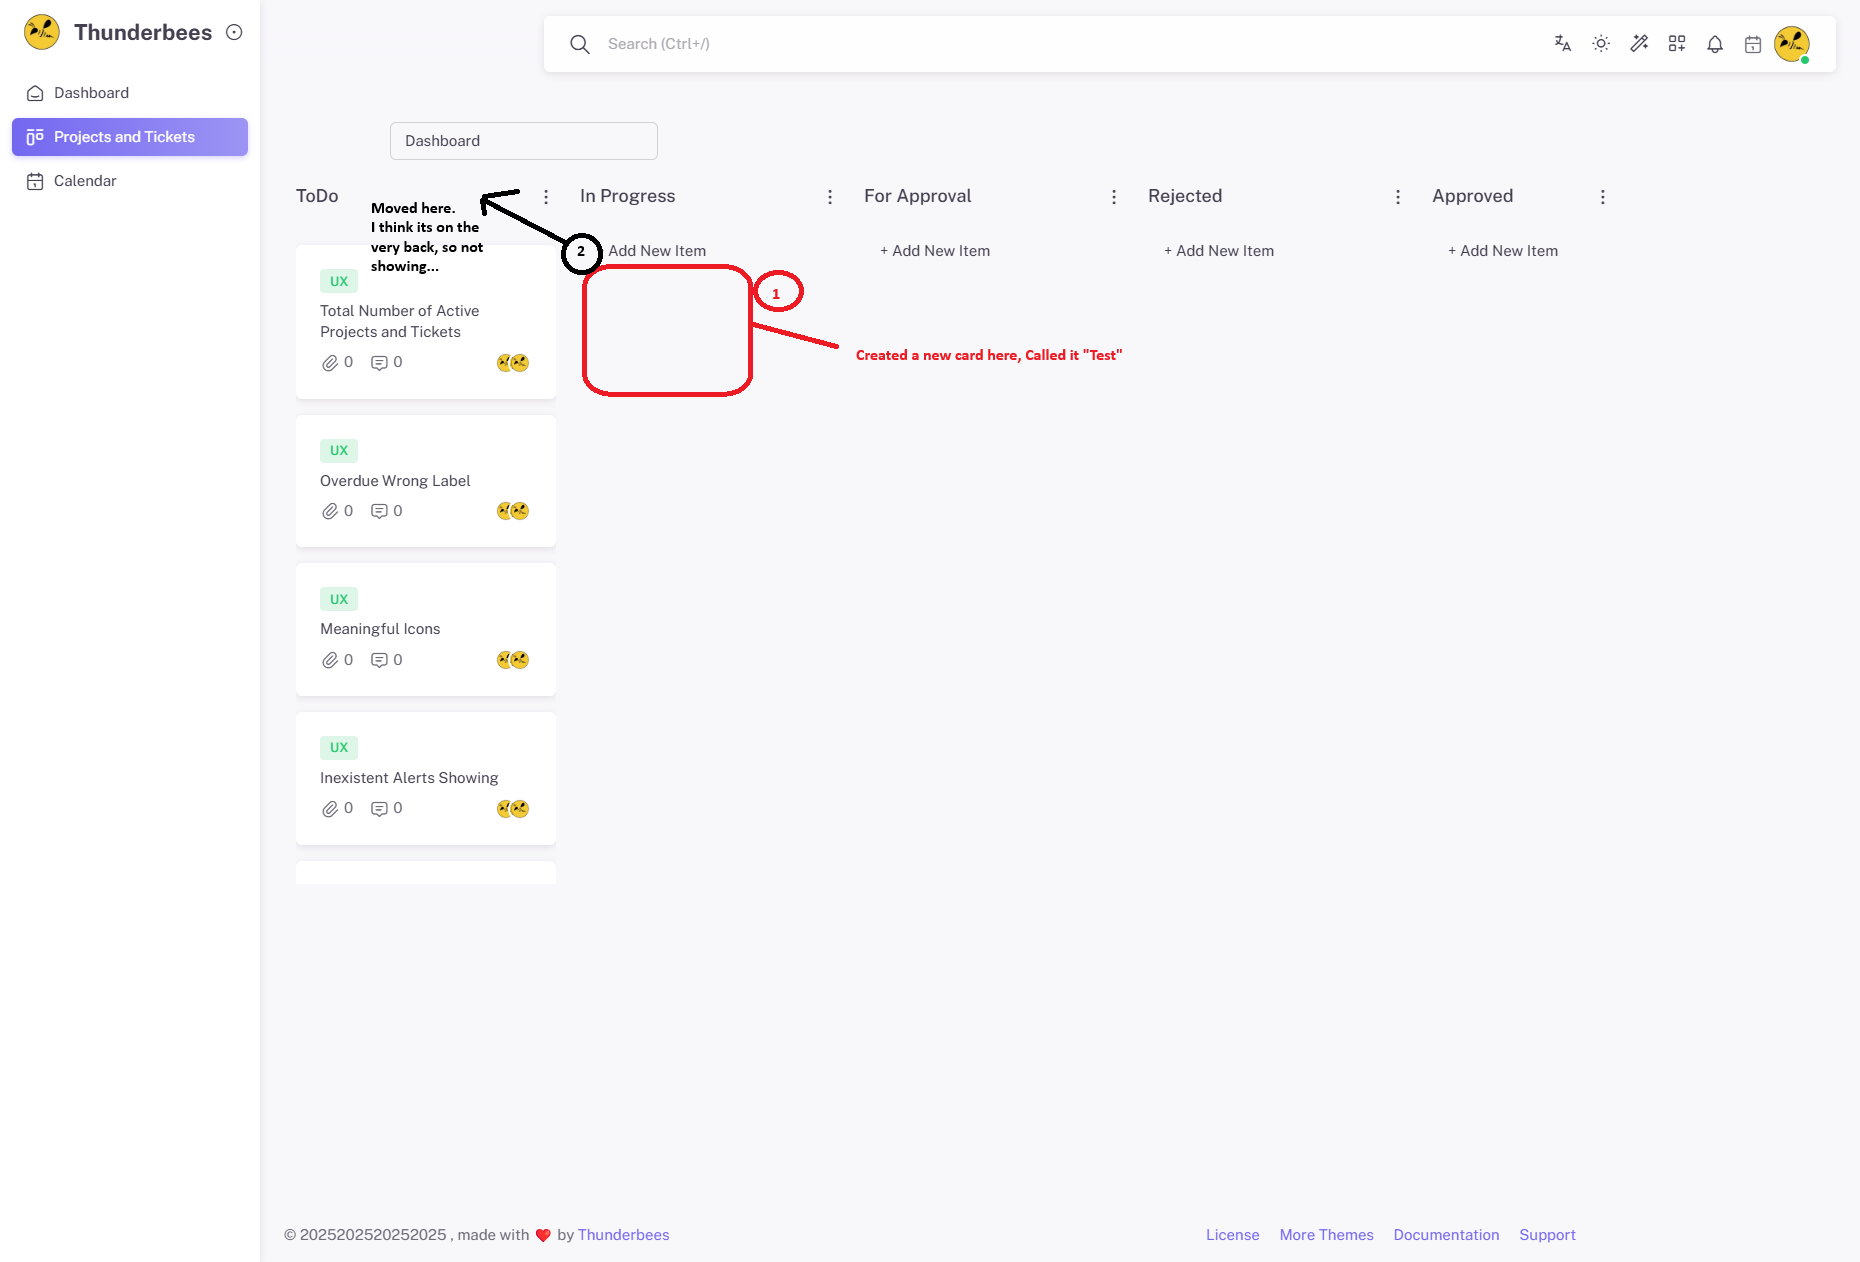 Thunderbees
Search (Ctrl+/)
Dashboard
Projects and Tickets
Calendar
Dashboard
ToDo
In Progress
For Approval
Rejected
Approved
Moved here.
I think its on the
very back, so not
showing...
2
Add New Item
+ Add New Item
+ Add New Item
+ Add New Item
1
Created a new card here, Called it "Test"
UX
Total Number of Active
Projects and Tickets
0 0
UX
Overdue Wrong Label
0 0
UX
Meaningful Icons
0 0
UX
Inexistent Alerts Showing
0 0
© 2025202520252025 , made with ❤️ by Thunderbees
License More Themes Documentation Support